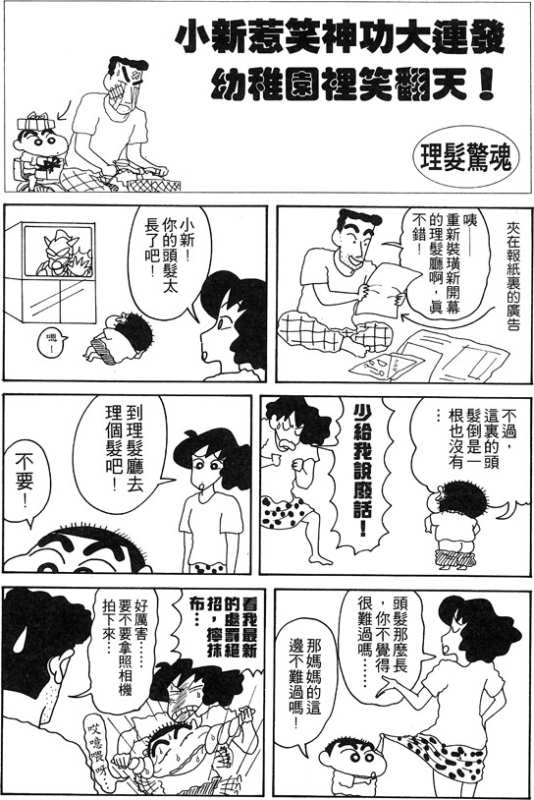 小新惹笑神功大連發
幼稚園裡笑翻天！
理髮驚魂
夾在報紙裏的廣告
咦──
重新裝璜新開幕
的理髮廳啊，真
不錯！
小新！
你的頭髮太
長了吧！
嗯！
不過，
這裏的頭
髮倒是一
根也沒有
…
少給我說廢話！
到理髮廳去
理個髮吧！
不要！
頭髮那麼長
，你不覺得
很難過嗎……
那媽媽的這
邊不難過嗎！
看我最新
的處罰絕
招，擰抹
布…
好厲害……
要不要拿照相機
拍下來…
哎噫喂呀…